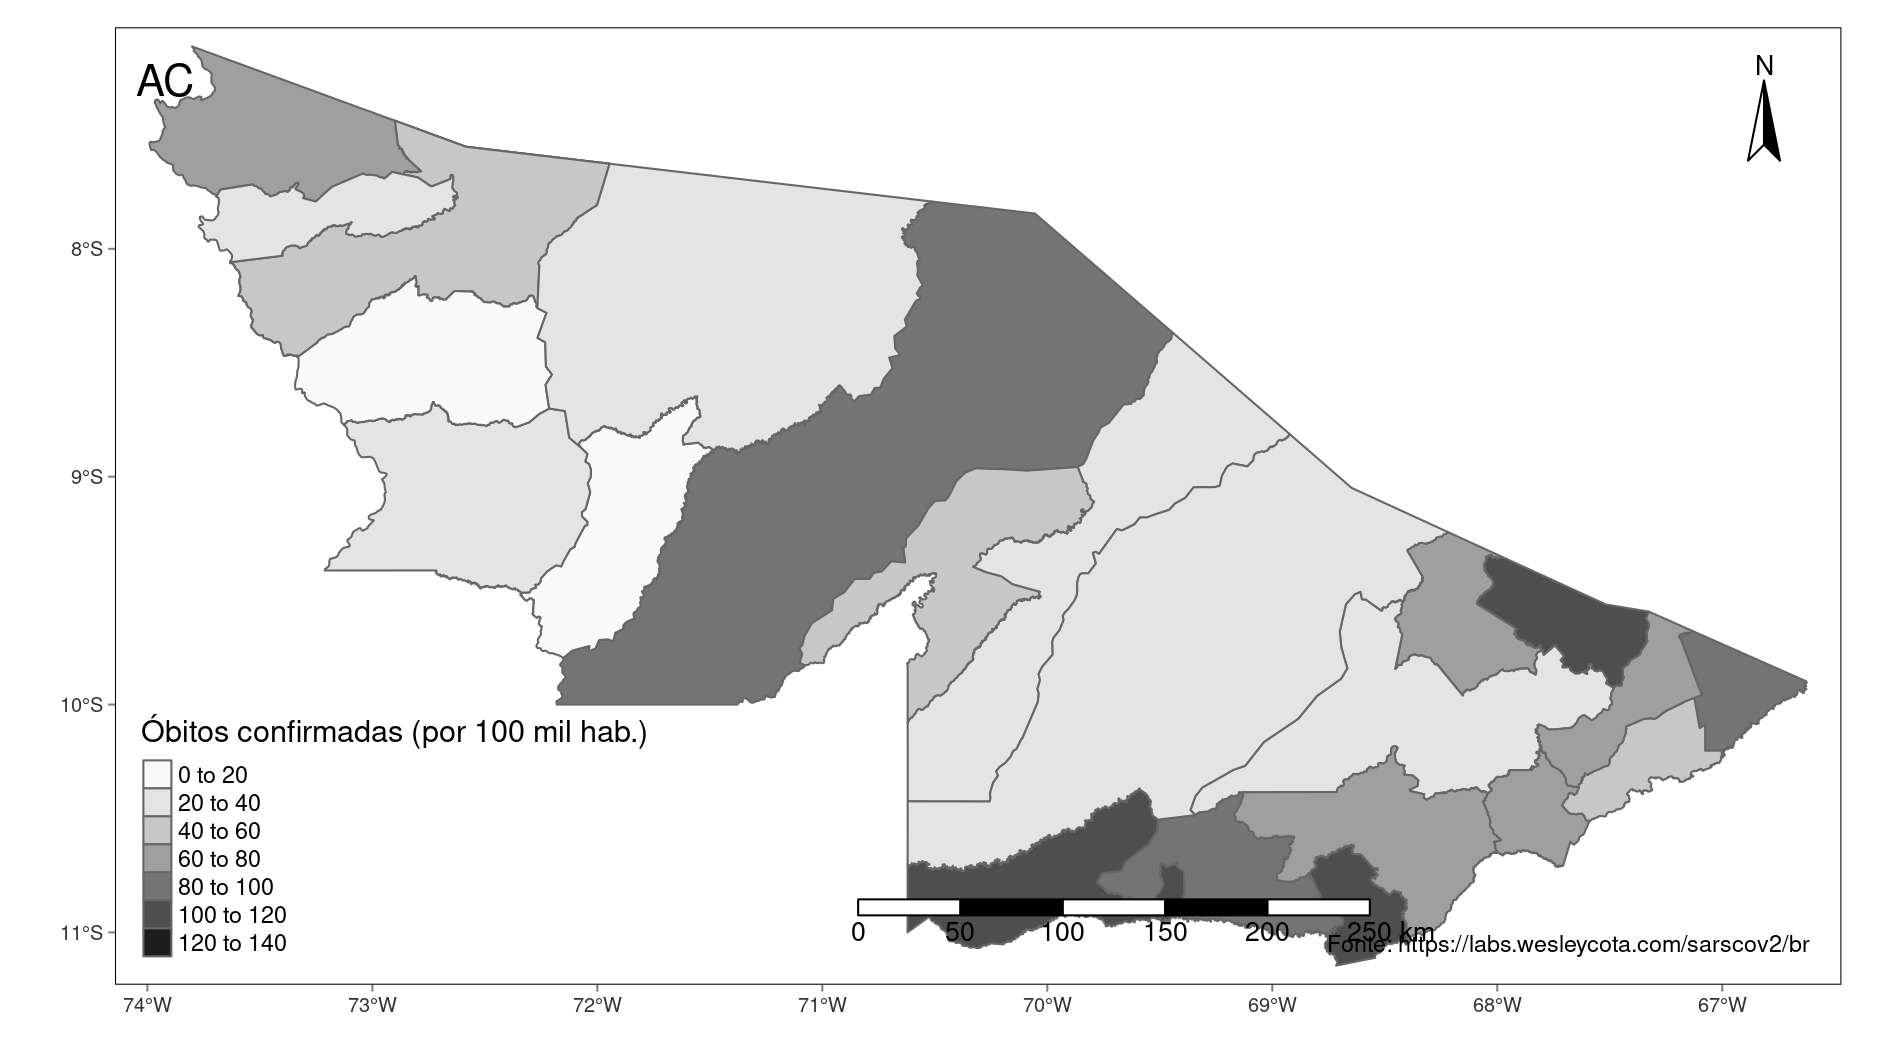 AC
N
8°S
9°S
10°S
11°S
Óbitos confirmadas (por 100 mil hab.)
0 to 20
20 to 40
40 to 60
60 to 80
80 to 100
100 to 120
120 to 140
0 50 100 150 200 250 km
Fonte: https://labs.wesleycota.com/sarscov2/br
74°W 73°W 72°W 71°W 70°W 69°W 68°W 67°W